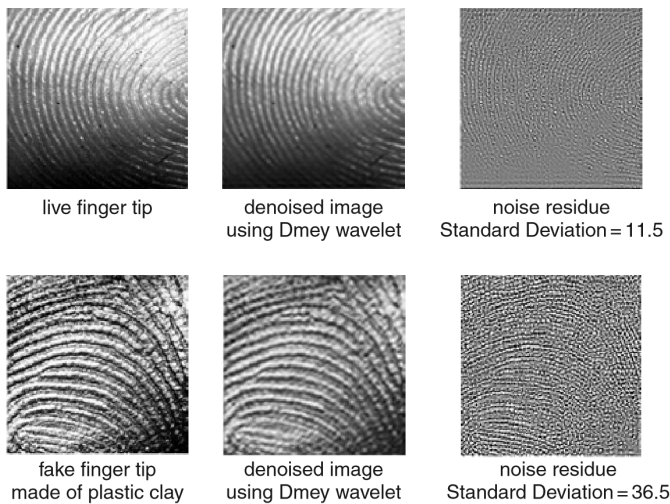 live finger tip
denoised image
using Dmey wavelet
noise residue
Standard Deviation = 11.5
fake finger tip
made of plastic clay
denoised image
using Dmey wavelet
noise residue
Standard Deviation = 36.5